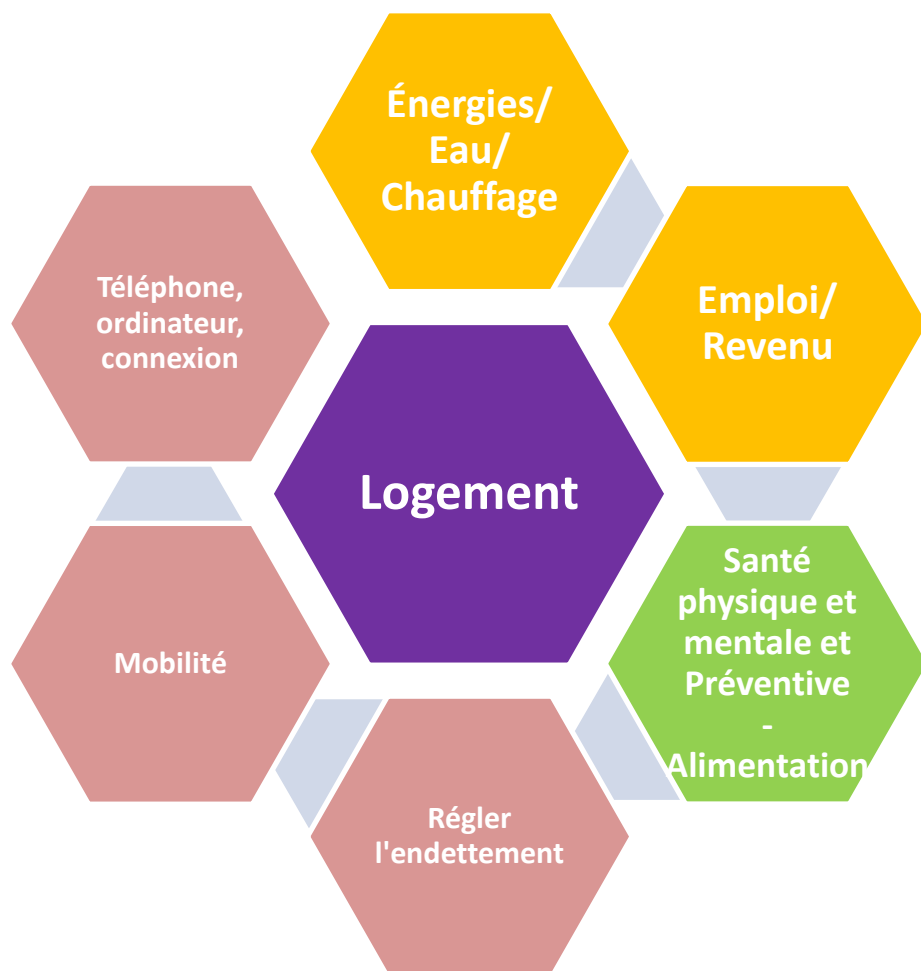 Énergies/
Eau/
Chauffage
Emploi/
Revenu
Santé
physique et
mentale et
Préventive
-
Alimentation
Régler
l'endettement
Mobilité
Téléphone,
ordinateur,
connexion
Logement